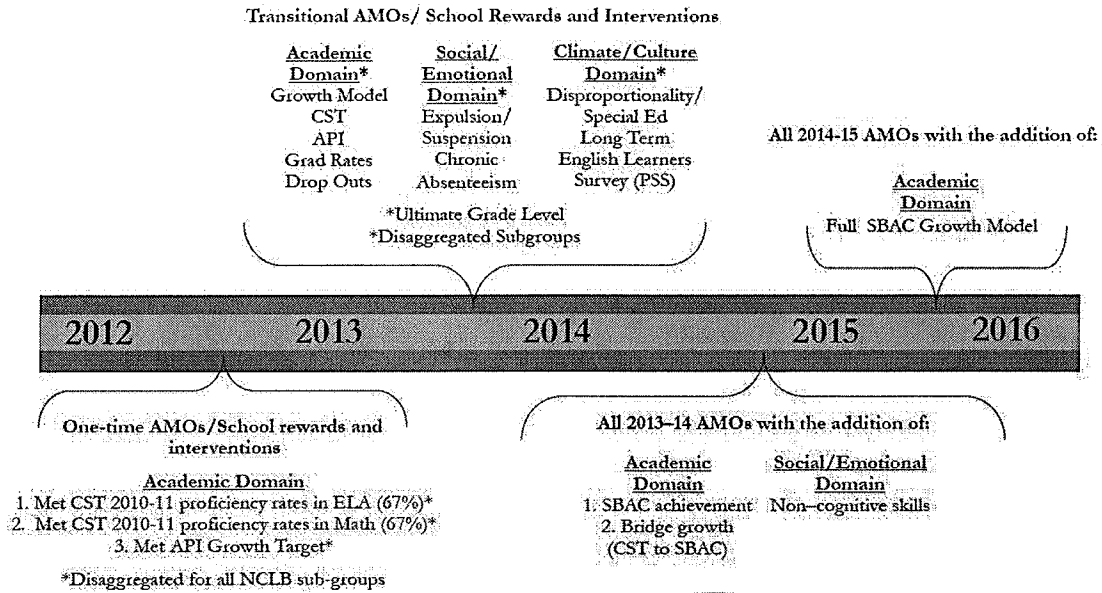 Transitional AMOs/ School Rewards and Interventions
Academic
Domain*
Growth Model
CST
API
Grad Rates
Drop Outs
Social/
Emotional
Domain*
Expulsion/
Suspension
Chronic
Absenteeism
Climate/Culture
Domain*
Disproportionality/
Special Ed
Long Term
English Learners
Survey (PSS)
*Ultimate Grade Level
*Disaggregated Subgroups
All 2014-15 AMOs with the addition of:
Academic
Domain
Full SBAC Growth Model
2012 2013 2014 2015 2016
One-time AMOs/School rewards and
interventions
Academic Domain
1. Met CST 2010-11 proficiency rates in ELA (67%)*
2. Met CST 2010-11 proficiency rates in Math (67%)*
3. Met API Growth Target*
*Disaggregated for all NCLB sub-groups
All 2013–14 AMOs with the addition of:
Academic
Domain
1. SBAC achievement
2. Bridge growth
(CST to SBAC)
Social/Emotional
Domain
Non–cognitive skills